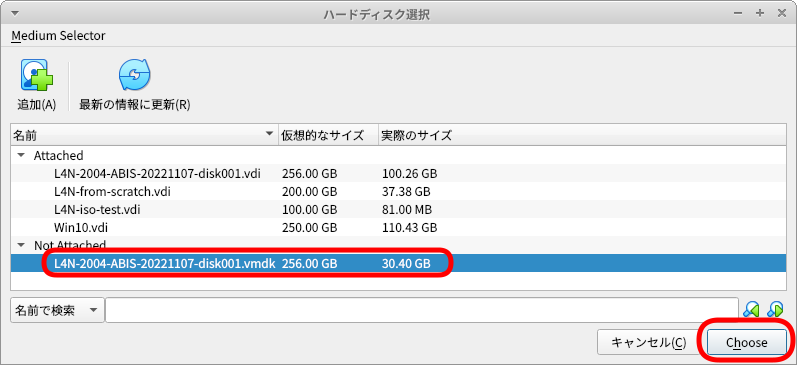 ハードディスク選択
Medium Selector
追加(A) 最新の情報に更新(R)
名前 仮想的なサイズ 実際のサイズ
Attached
L4N-2004-ABIS-20221107-disk001.vdi 256.00 GB 100.26 GB
L4N-from-scratch.vdi 200.00 GB 37.38 GB
L4N-iso-test.vdi 100.00 GB 81.00 MB
Win10.vdi 250.00 GB 110.43 GB
Not Attached
L4N-2004-ABIS-20221107-disk001.vmdk 256.00 GB 30.40 GB
名前で検索
キャンセル(C) Choose